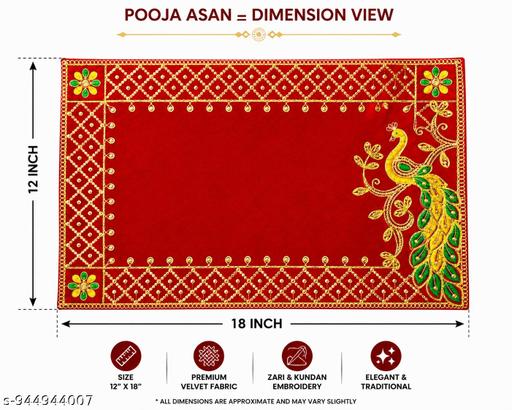 POOJA ASAN = DIMENSION VIEW
12 INCH
18 INCH
SIZE
12" X 18"
PREMIUM
VELVET FABRIC
ZARI & KUNDAN
EMBROIDERY
ELEGANT &
TRADITIONAL
* ALL DIMENSIONS ARE APPROXIMATE AND MAY VARY SLIGHTLY
s-944944007